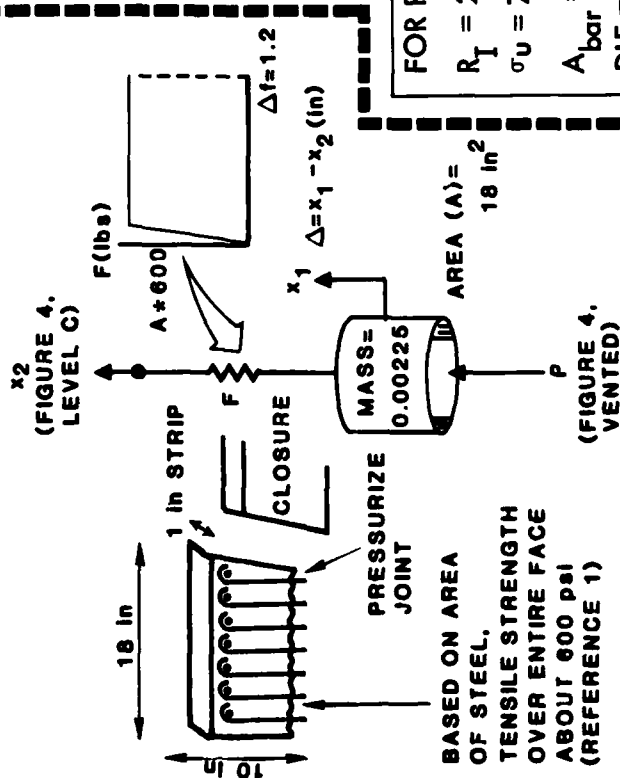 x2
(FIGURE 4,
LEVEL C)
F(lbs)
A*600
Δf=1.2
Δ=x1 -x2 (in)
F
x1
MASS=
0.00225
AREA (A)=
18 in2
P
(FIGURE 4,
VENTED)
1 in STRIP
18 in
10 in
CLOSURE
PRESSURIZE
JOINT
BASED ON AREA
OF STEEL,
TENSILE STRENGTH
OVER ENTIRE FACE
ABOUT 600 psi
(REFERENCE 1)
FOR
RI =
σU =
Abar =